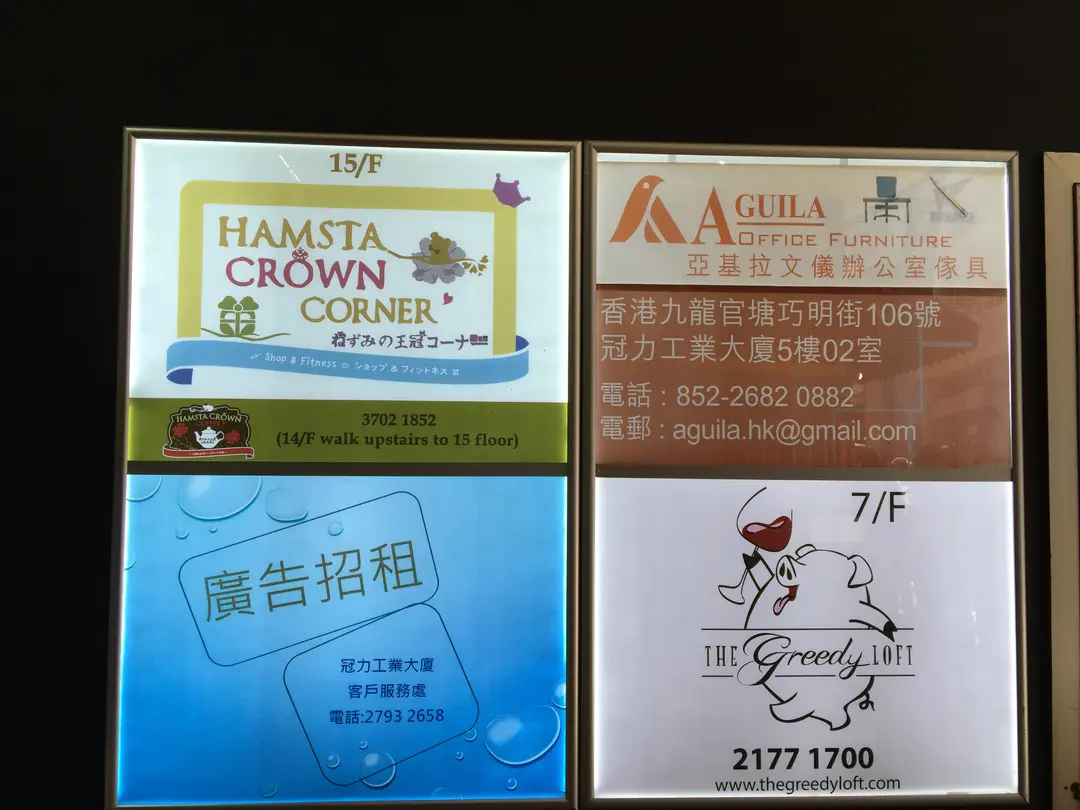 15/F
HAMSTA
CROWN
CORNER
ねずみの王冠コーナー
Shop & Fitness ショップ & フィットネス
HAMSTA CROWN
3702 1852
(14/F walk upstairs to 15 floor)
廣告招租
冠力工業大廈
客戶服務處
電話:2793 2658
AGUILA
OFFICE FURNITURE
亞基拉文儀辦公室傢具
香港九龍官塘巧明街106號
冠力工業大廈5樓02室
電話 : 852-2682 0882
電郵 : aguila.hk@gmail.com
7/F
THE Greedy LOFT
2177 1700
www.thegreedyloft.com